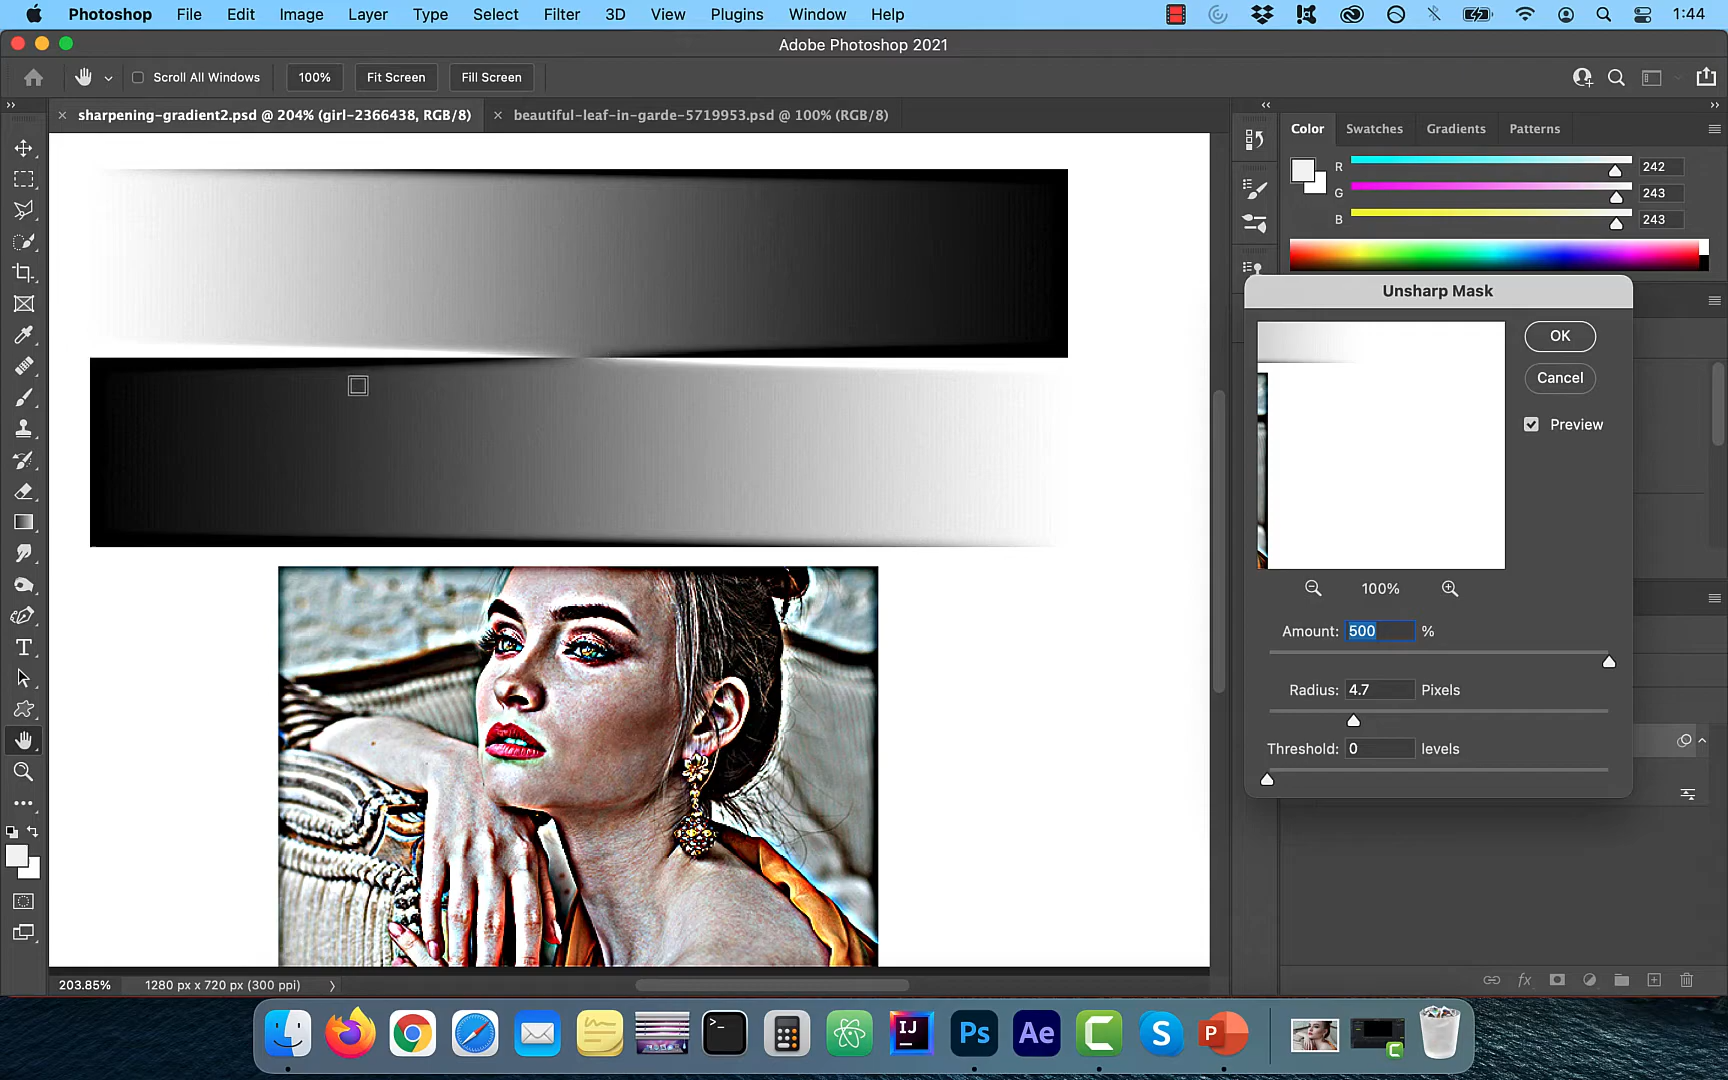 Photoshop File Edit Image Layer Type Select Filter 3D View Plugins Window Help 1:44
Adobe Photoshop 2021
Scroll All Windows 100% Fit Screen Fill Screen
sharpening-gradient2.psd @ 204% (girl-2366438, RGB/8) beautiful-leaf-in-garde-5719953.psd @ 100% (RGB/8)
Color Swatches Gradients Patterns
R 242
G 243
B 243
Unsharp Mask
OK
Cancel
Preview
100%
Amount: 500 %
Radius: 4.7 Pixels
Threshold: 0 levels
fx
203.85% 1280 px x 720 px (300 ppi)
IJ Ps Ae C S P C